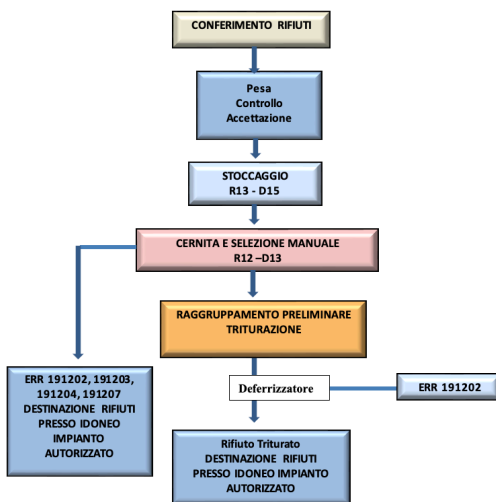 CONFERIMENTO RIFIUTI
Pesa
Controllo
Accettazione
STOCCAGGIO
R13 - D15
CERNITA E SELEZIONE MANUALE
R12 –D13
RAGGRUPPAMENTO PRELIMINARE
TRITURAZIONE
ERR 191202, 191203,
191204, 191207
DESTINAZIONE RIFIUTI
PRESSO IDONEO
IMPIANTO
AUTORIZZATO
Deferrizzatore
ERR 191202
Rifiuto Triturato
DESTINAZIONE RIFIUTI
PRESSO IDONEO IMPIANTO
AUTORIZZATO